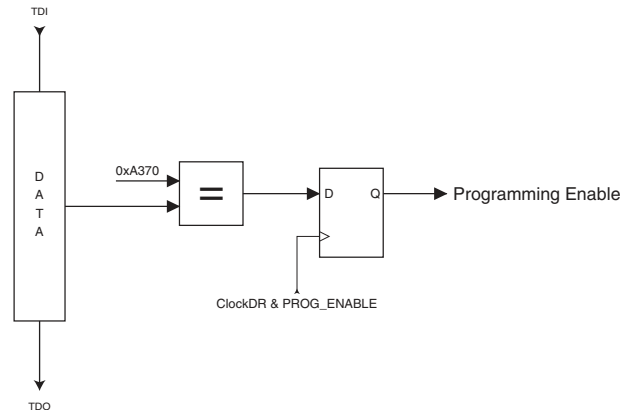 TDI
D
A
T
A
0xA370
=
D
Q
Programming Enable
ClockDR & PROG_ENABLE
TDO